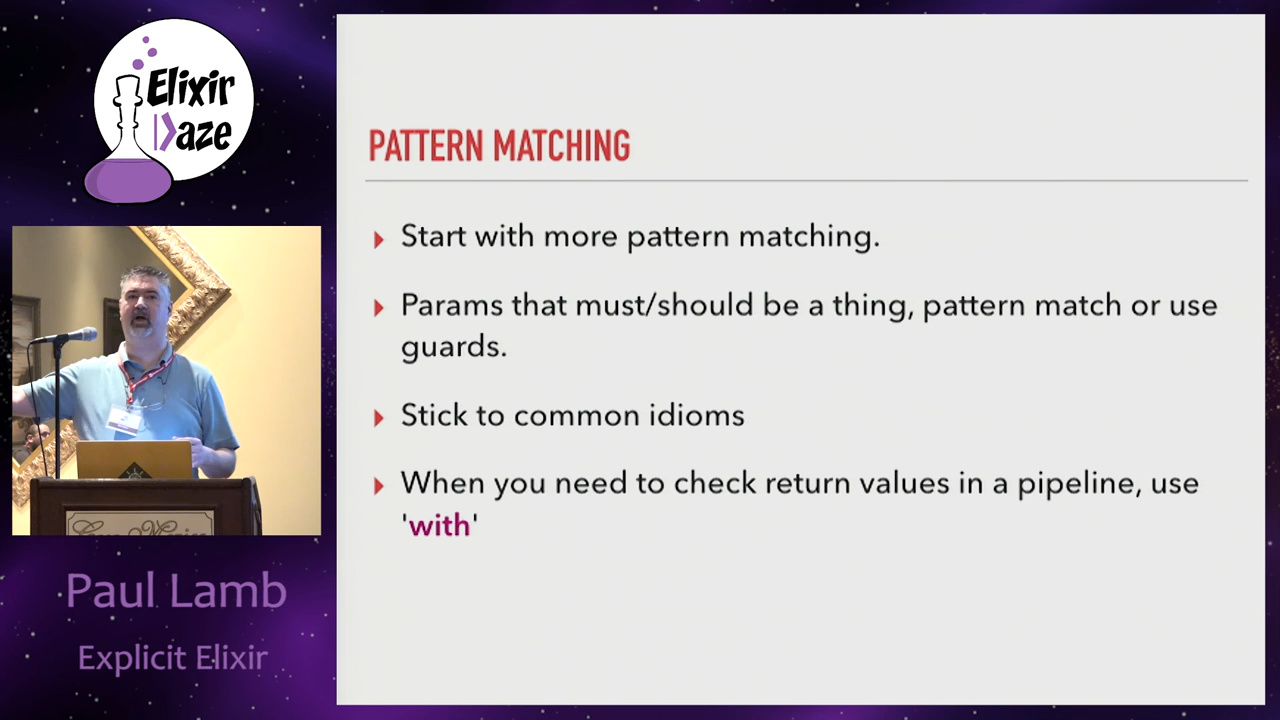 Elixir
|>aze
PATTERN MATCHING
Start with more pattern matching.
Params that must/should be a thing, pattern match or use
guards.
Stick to common idioms
When you need to check return values in a pipeline, use
'with'
Paul Lamb
Explicit Elixir